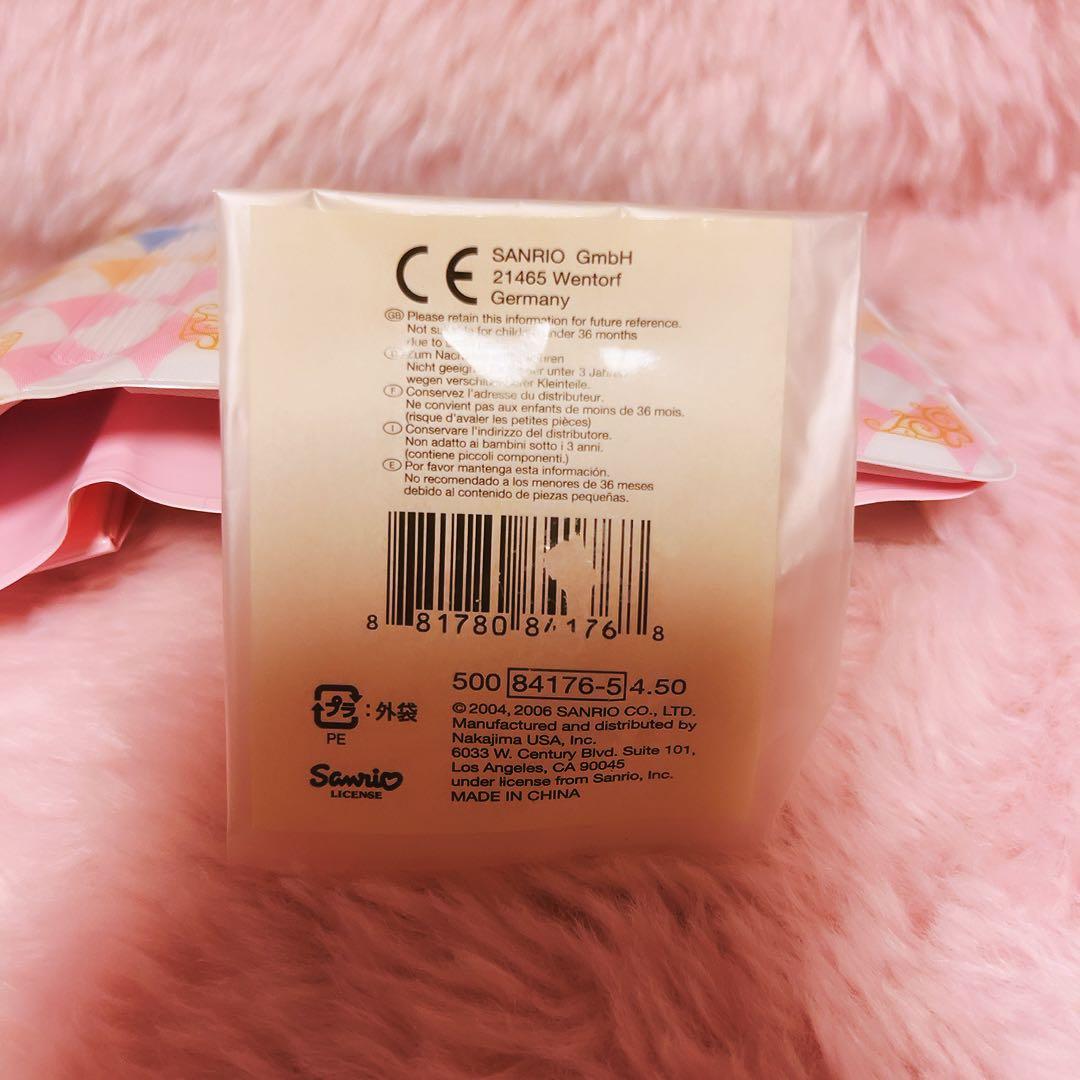 CE SANRIO GmbH
21465 Wentorf
Germany
GB Please retain this information for future reference.
Not for children under 36 months
due to
Zum
Nicht unter 3
wegen Kleinteile.
F Conservez l'adresse du distributeur.
Ne convient pas aux enfants de moins de 36 mois.
(risque d'avaler les petites pièces)
I Conservare l'indirizzo del distributore.
Non adatto ai bambini sotto i 3 anni.
(contiene piccoli componenti.)
E Por favor mantenga esta información.
No recomendado a los menores de 36 meses
debido al contenido de piezas pequeñas.
8 81780 84176 8
500 84176-5 4.50
プラ : 外袋
PE
©2004, 2006 SANRIO CO., LTD.
Manufactured and distributed by
Nakajima USA, Inc.
6033 W. Century Blvd. Suite 101,
Los Angeles, CA 90045
under license from Sanrio, Inc.
MADE IN CHINA
Sanrio
LICENSE